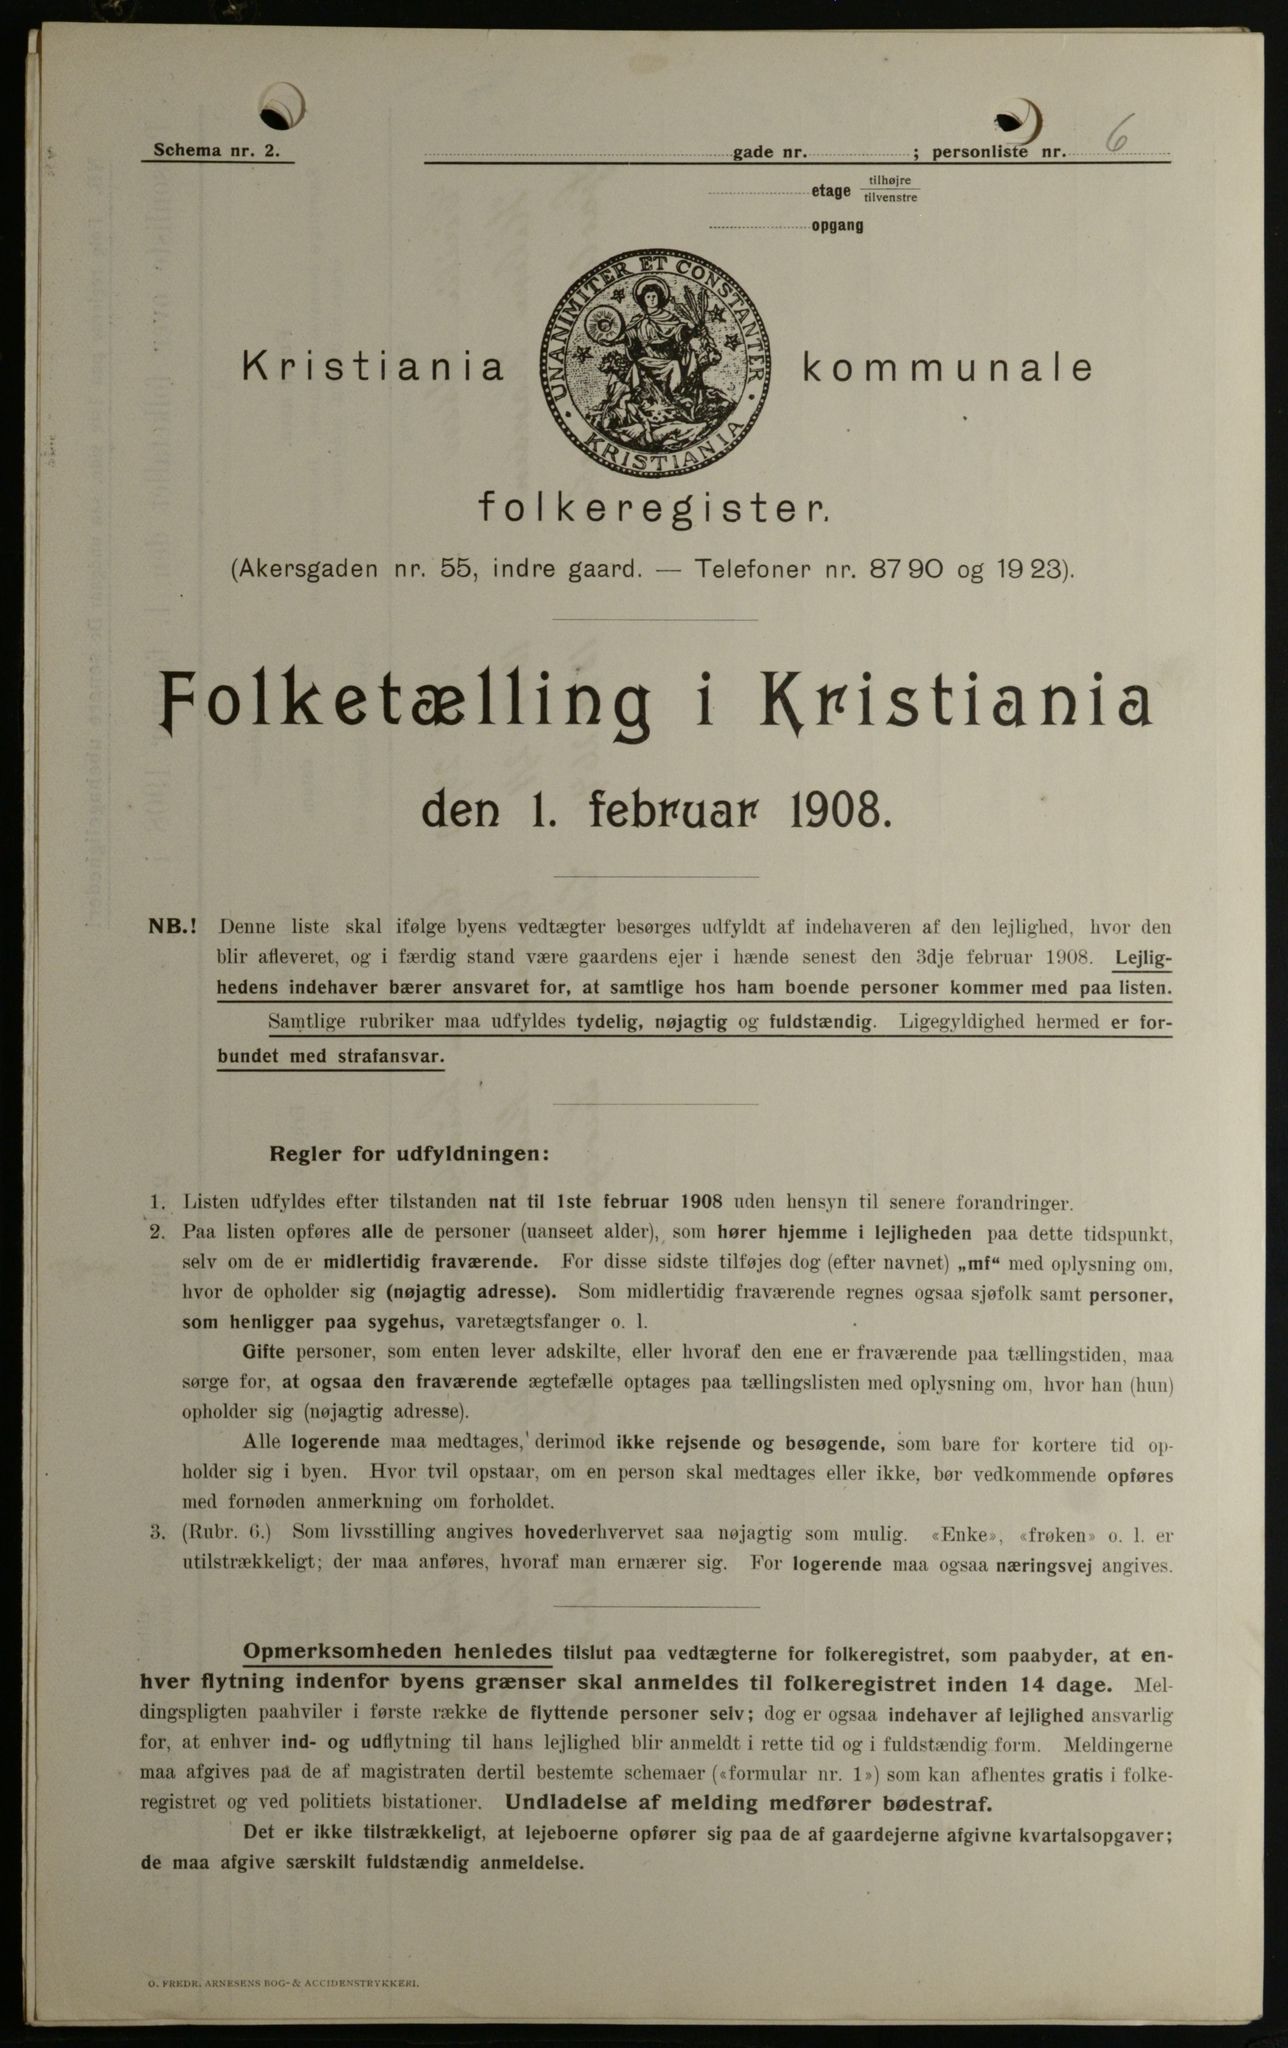 Schema nr. 2.
gade nr. ; personliste nr. 6
etage tilhøjre
tilvenstre
opgang
UNANIMITER ET CONSTANTER
KRISTIANIA
Kristiania kommunale
folkeregister.
(Akersgaden nr. 55, indre gaard. — Telefoner nr. 87 90 og 19 23).
Folketælling i Kristiania
den 1. februar 1908.
NB.! Denne liste skal ifølge byens vedtægter besørges udfyldt af indehaveren af den lejlighed, hvor den
blir afleveret, og i færdig stand være gaardens ejer i hænde senest den 3dje februar 1908. Lejlig-
hedens indehaver bærer ansvaret for, at samtlige hos ham boende personer kommer med paa listen.
Samtlige rubriker maa udfyldes tydelig, nøjagtig og fuldstændig. Ligegyldighed hermed er for-
bundet med strafansvar.
Regler for udfyldningen:
1. Listen udfyldes efter tilstanden nat til 1ste februar 1908 uden hensyn til senere forandringer.
2. Paa listen opføres alle de personer (uanseet alder), som hører hjemme i lejligheden paa dette tidspunkt,
selv om de er midlertidig fraværende. For disse sidste tilføjes dog (efter navnet) „mf“ med oplysning om,
hvor de opholder sig (nøjagtig adresse). Som midlertidig fraværende regnes ogsaa sjøfolk samt personer,
som henligger paa sygehus, varetægtsfanger o. l.
Gifte personer, som enten lever adskilte, eller hvoraf den ene er fraværende paa tællingstiden, maa
sørge for, at ogsaa den fraværende ægtefælle optages paa tællingslisten med oplysning om, hvor han (hun)
opholder sig (nøjagtig adresse).
Alle logerende maa medtages, derimod ikke rejsende og besøgende, som bare for kortere tid op-
holder sig i byen. Hvor tvil opstaar, om en person skal medtages eller ikke, bør vedkommende opføres
med fornøden anmerkning om forholdet.
3. (Rubr. 6.) Som livsstilling angives hovederhvervet saa nøjagtig som mulig. «Enke», «frøken» o. l. er
utilstrækkeligt; der maa anføres, hvoraf man ernærer sig. For logerende maa ogsaa næringsvej angives.
Opmerksomheden henledes tilslut paa vedtægterne for folkeregistret, som paabyder, at en-
hver flytning indenfor byens grænser skal anmeldes til folkeregistret inden 14 dage. Mel-
dingspligten paahviler i første række de flyttende personer selv; dog er ogsaa indehaver af lejlighed ansvarlig
for, at enhver ind- og udflytning til hans lejlighed blir anmeldt i rette tid og i fuldstændig form. Meldingerne
maa afgives paa de af magistraten dertil bestemte schemaer («formular nr. 1») som kan afhentes gratis i folke-
registret og ved politiets bistationer. Undladelse af melding medfører bødestraf.
Det er ikke tilstrækkeligt, at lejeboerne opfører sig paa de af gaardejerne afgivne kvartalsopgaver;
de maa afgive særskilt fuldstændig anmeldelse.
O. FREDR. ARNESENS BOG- & ACCIDENSTRYKKERI.